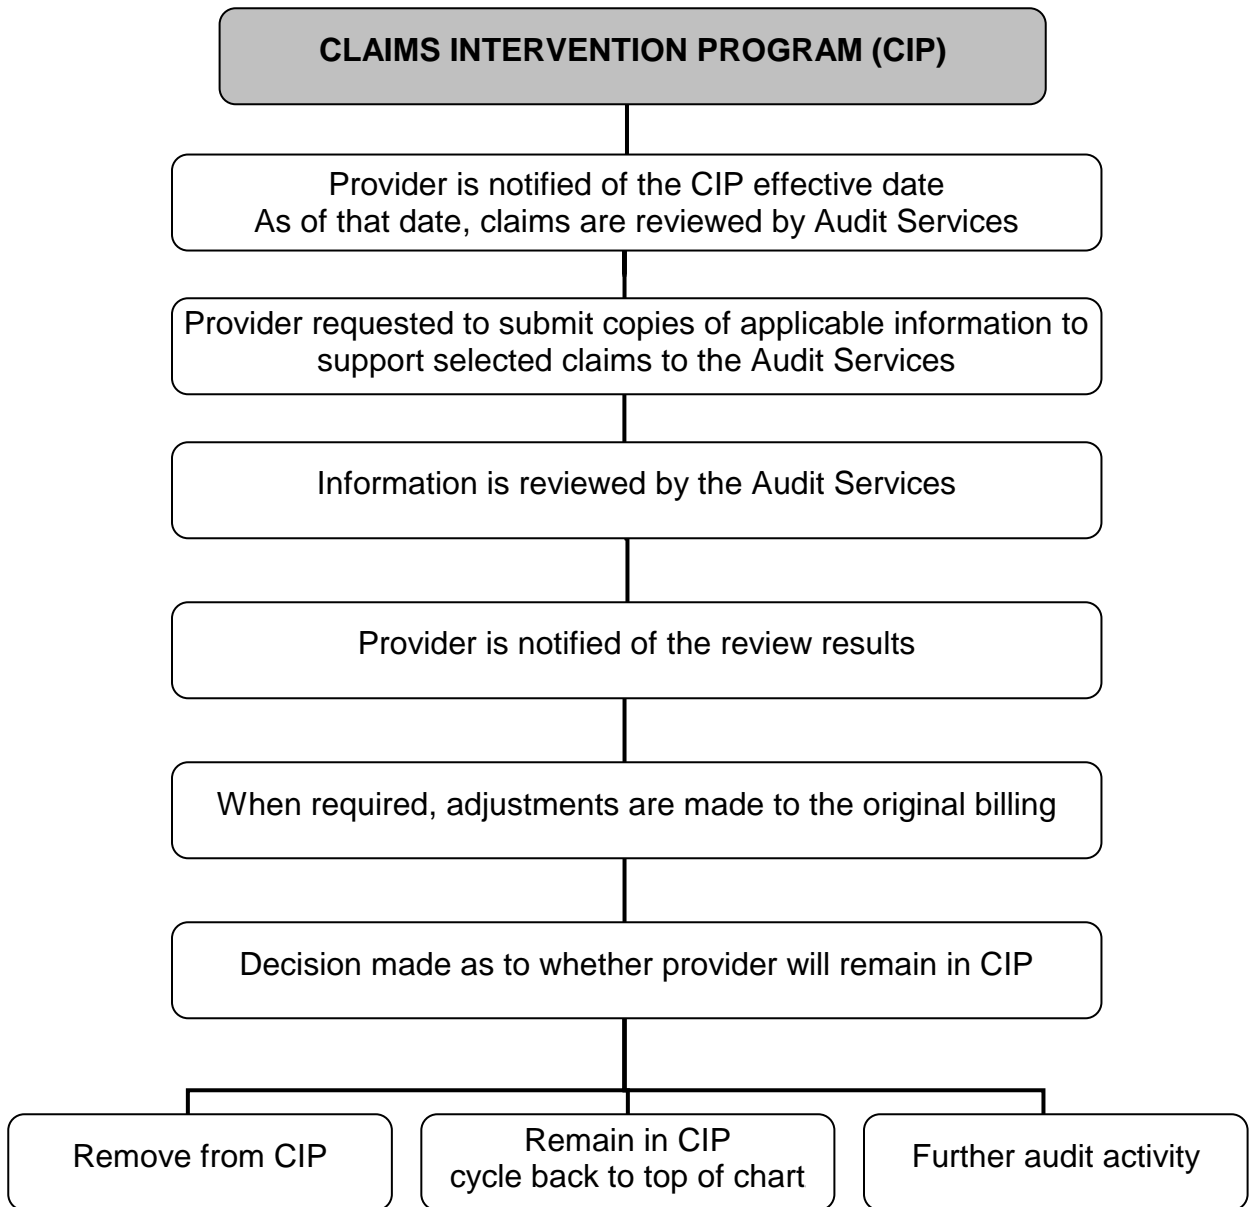 CLAIMS INTERVENTION PROGRAM (CIP)
Provider is notified of the CIP effective date
As of that date, claims are reviewed by Audit Services
Provider requested to submit copies of applicable information to
support selected claims to the Audit Services
Information is reviewed by the Audit Services
Provider is notified of the review results
When required, adjustments are made to the original billing
Decision made as to whether provider will remain in CIP
Remove from CIP
Remain in CIP
cycle back to top of chart
Further audit activity